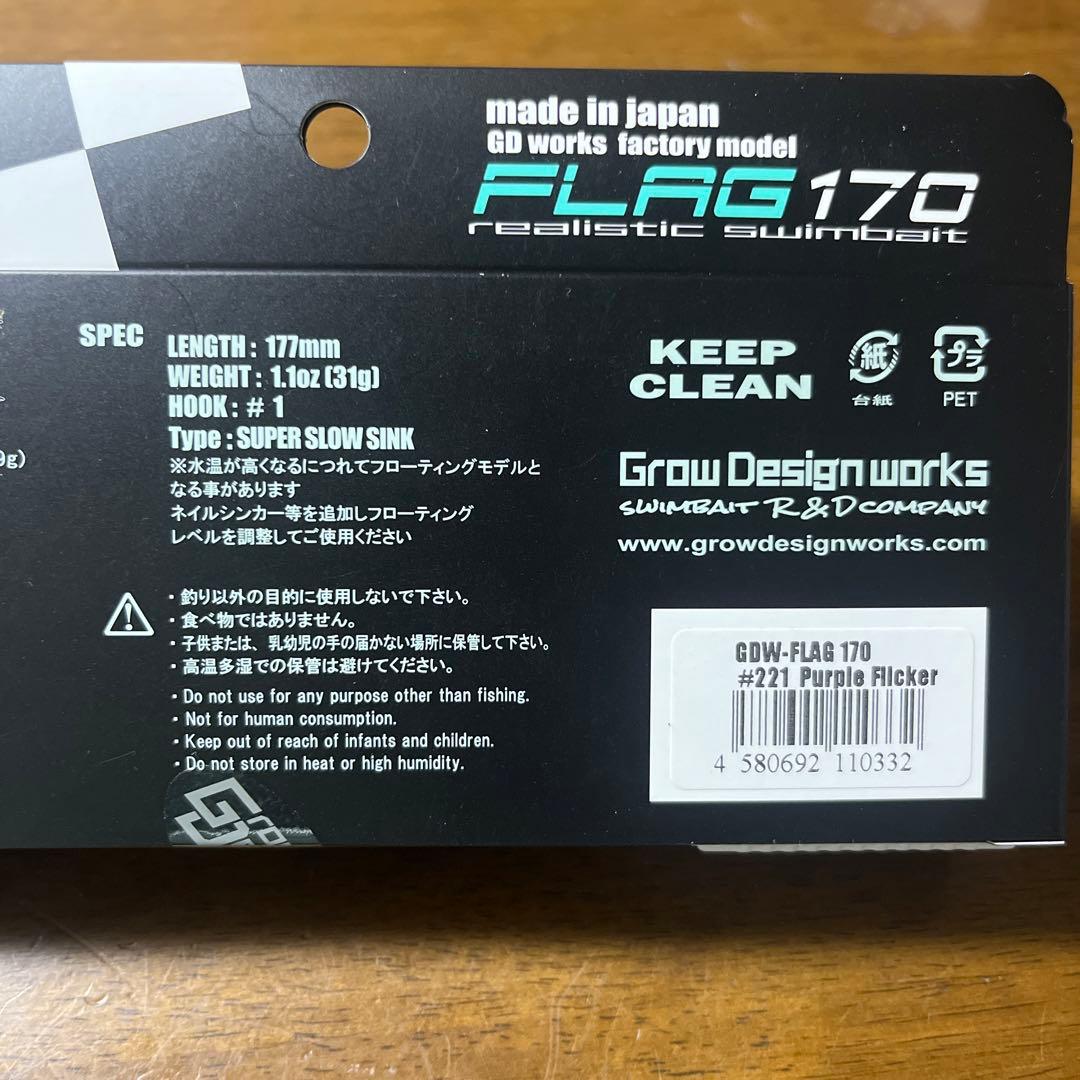 made in japan
GD works factory model
FLAG 170
realistic swimbait
SPEC
LENGTH : 177mm
WEIGHT : 1.1oz (31g)
HOOK : # 1
Type : SUPER SLOW SINK
※水温が高くなるにつれてフローティングモデルと
なる事があります
ネイルシンカー等を追加しフローティング
レベルを調整してご使用ください
9g)
・釣り以外の目的に使用しないで下さい。
・食べ物ではありません。
・子供または、乳幼児の手の届かない場所に保管して下さい。
・高温多湿での保管は避けてください。
・Do not use for any purpose other than fishing.
・Not for human consumption.
・Keep out of reach of infants and children.
・Do not store in heat or high humidity.
KEEP
CLEAN
紙
台紙
プラ
PET
Grow Design works
SWIMBAIT R & D COMPANY
www.growdesignworks.com
GDW-FLAG 170
#221 Purple Flicker
4 580692 110332